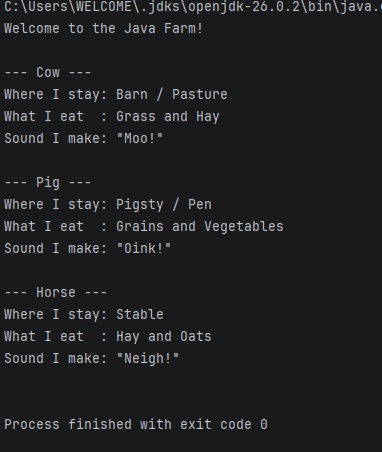 C:\Users\WELCOME\.jdks\openjdk-26.0.2\bin\java.
Welcome to the Java Farm!
--- Cow ---
Where I stay: Barn / Pasture
What I eat  : Grass and Hay
Sound I make: "Moo!"
--- Pig ---
Where I stay: Pigsty / Pen
What I eat  : Grains and Vegetables
Sound I make: "Oink!"
--- Horse ---
Where I stay: Stable
What I eat  : Hay and Oats
Sound I make: "Neigh!"
Process finished with exit code 0